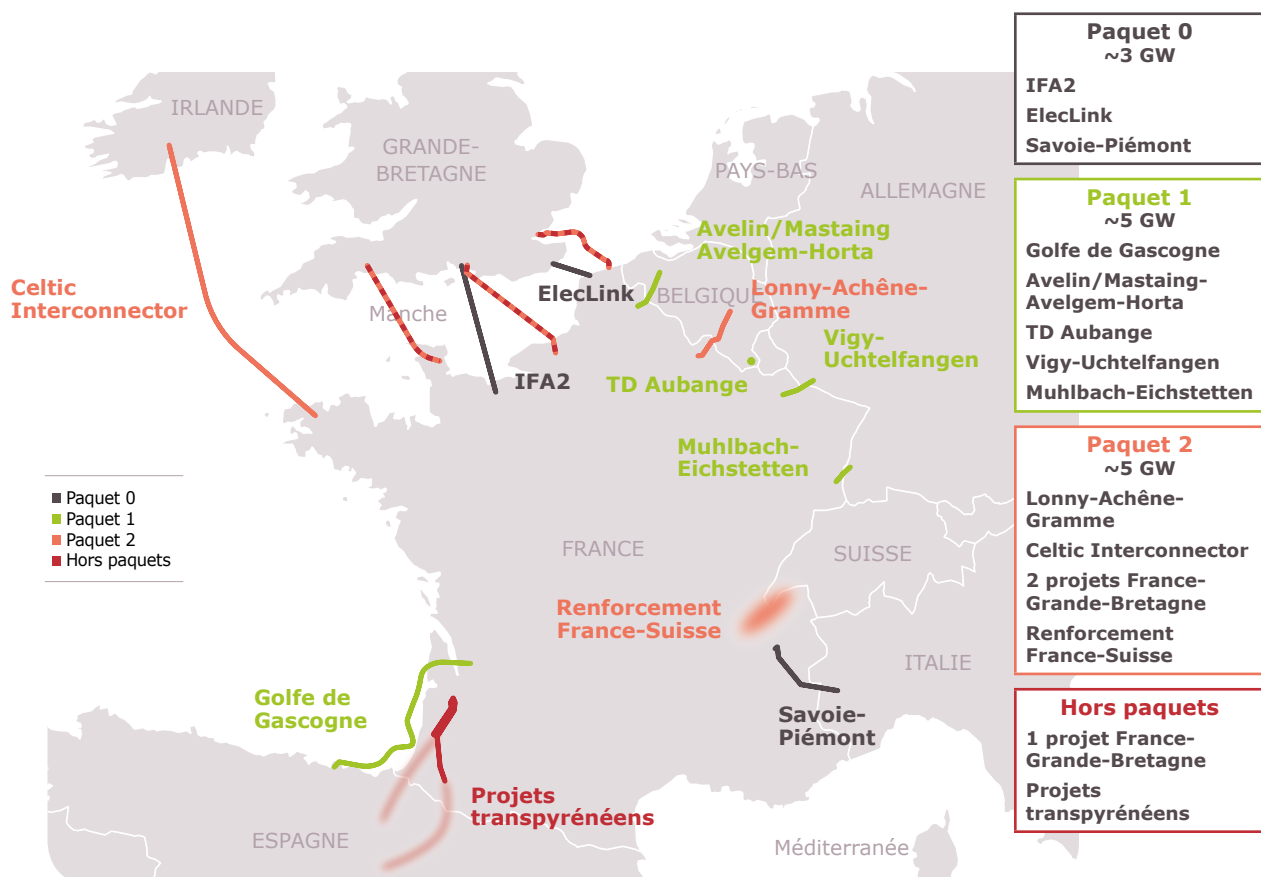 IRLANDE
GRANDE-
BRETAGNE
PAYS-BAS
ALLEMAGNE
Avelin/Mastaing
Avelgem-Horta
Celtic
Interconnector
ElecLink
BELGIQUE
Lonny-Achêne-
Gramme
Manche
Vigy-
Uchtelfangen
IFA2
TD Aubange
Muhlbach-
Eichstetten
Paquet 0
Paquet 1
Paquet 2
Hors paquets
FRANCE
SUISSE
Renforcement
France-Suisse
ITALIE
Golfe de
Gascogne
Savoie-
Piémont
Projets
transpyrénéens
ESPAGNE
Méditerranée
Paquet 0
~3 GW
IFA2
ElecLink
Savoie-Piémont
Paquet 1
~5 GW
Golfe de Gascogne
Avelin/Mastaing-
Avelgem-Horta
TD Aubange
Vigy-Uchtelfangen
Muhlbach-Eichstetten
Paquet 2
~5 GW
Lonny-Achêne-
Gramme
Celtic Interconnector
2 projets France-
Grande-Bretagne
Renforcement
France-Suisse
Hors paquets
1 projet France-
Grande-Bretagne
Projets
transpyrénéens